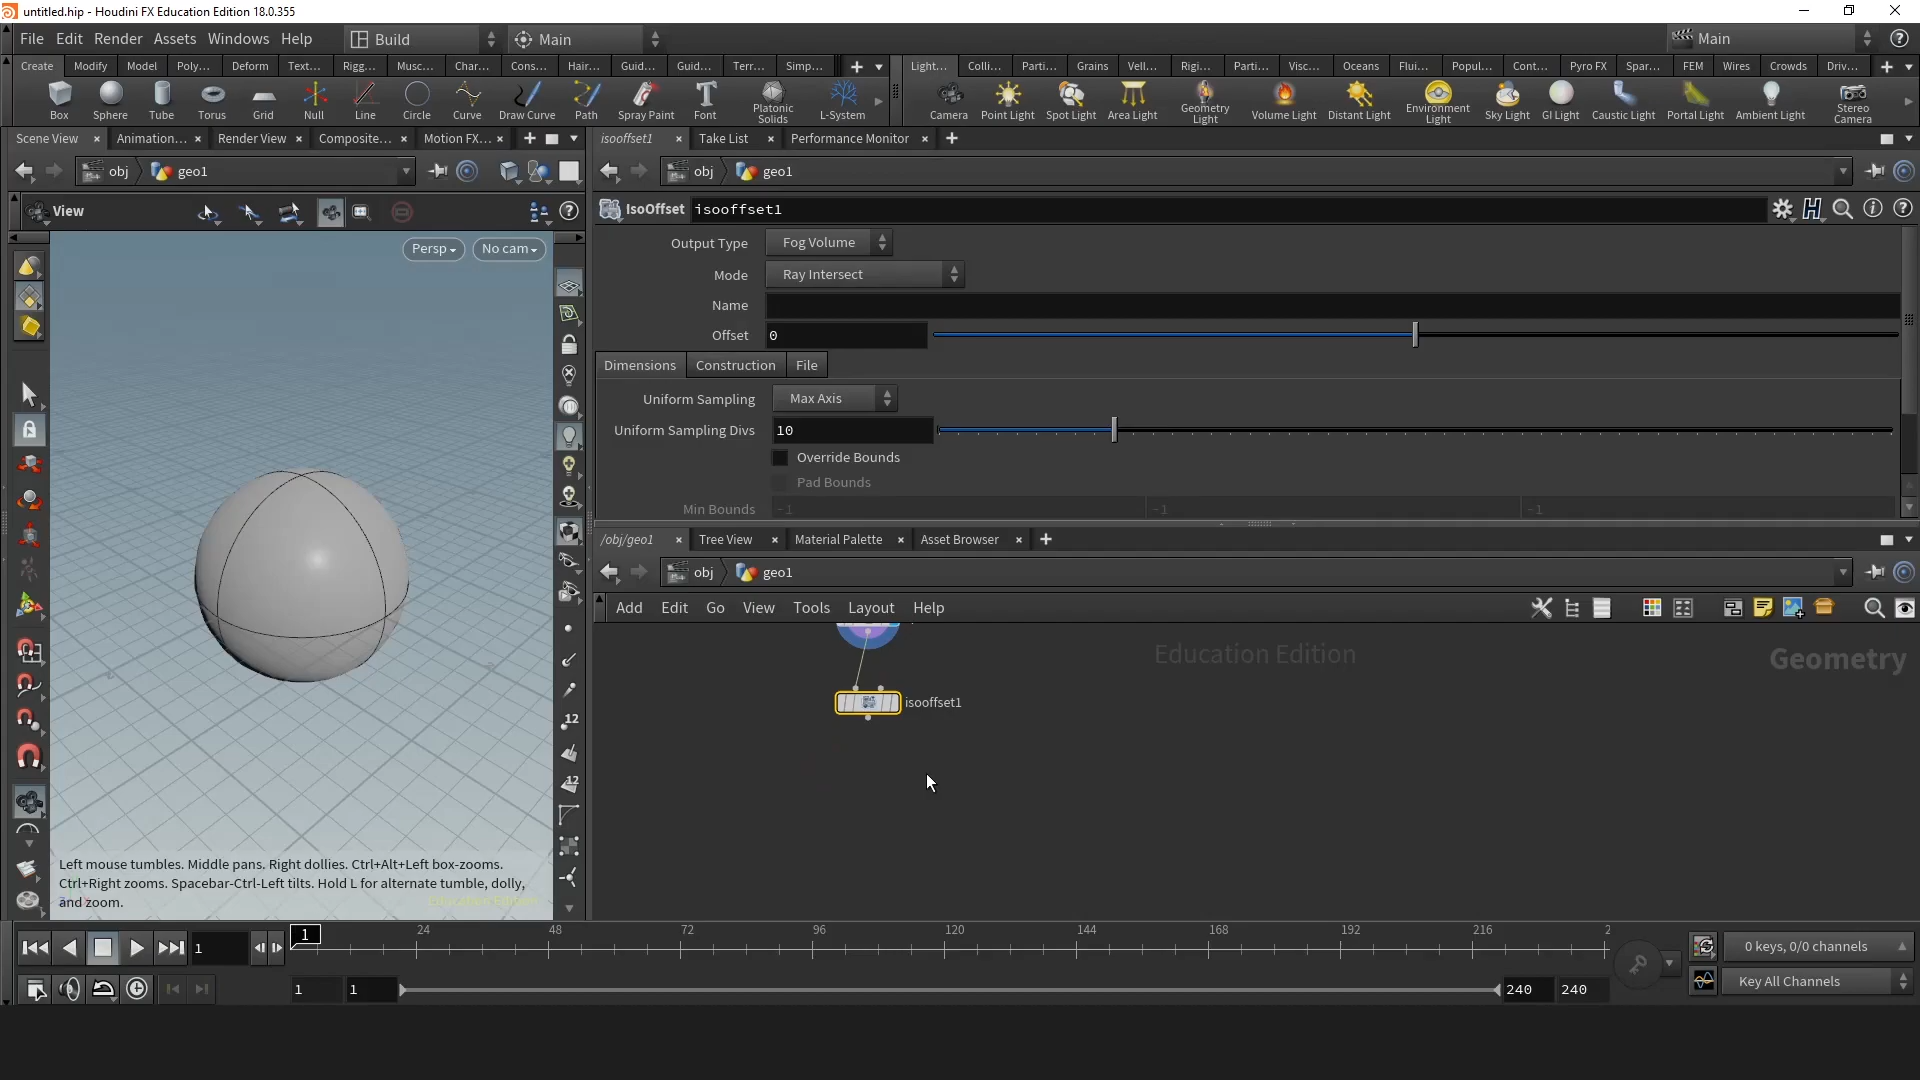 untitled.hip - Houdini FX Education Edition 18.0.355
File Edit Render Assets Windows Help Build Main Main
Create Modify Model Poly... Deform Text... Rigg... Musc... Char... Cons... Hair... Guid... Guid... Terr... Simp...
Light... Colli... Parti... Grains Vell... Rigi... Parti... Visc... Oceans Flui... Popul... Cont... Pyro FX Spar... FEM Wires Crowds Driv...
Box Sphere Tube Torus Grid Null Line Circle Curve Draw Curve Path Spray Paint Font Platonic Solids L-System
Camera Point Light Spot Light Area Light Geometry Light Volume Light Distant Light Environment Light Sky Light GI Light Caustic Light Portal Light Ambient Light Stereo Camera
Scene View Animation... Render View Composite... Motion FX...
isooffset1 Take List Performance Monitor
obj geo1
obj geo1
View
IsoOffset isooffset1
Persp No cam
Output Type Fog Volume
Mode Ray Intersect
Name
Offset 0
Dimensions Construction File
Uniform Sampling Max Axis
Uniform Sampling Divs 10
Override Bounds
Pad Bounds
Min Bounds -1 -1 -1
/obj/geo1 Tree View Material Palette Asset Browser
obj geo1
Add Edit Go View Tools Layout Help
Education Edition
Geometry
isooffset1
12
12
Left mouse tumbles. Middle pans. Right dollies. Ctrl+Alt+Left box-zooms.
Ctrl+Right zooms. Spacebar-Ctrl-Left tilts. Hold L for alternate tumble, dolly,
and zoom.
Education Edition
1 1 24 48 72 96 120 144 168 192 216 2
0 keys, 0/0 channels
1 1 240 240
Key All Channels